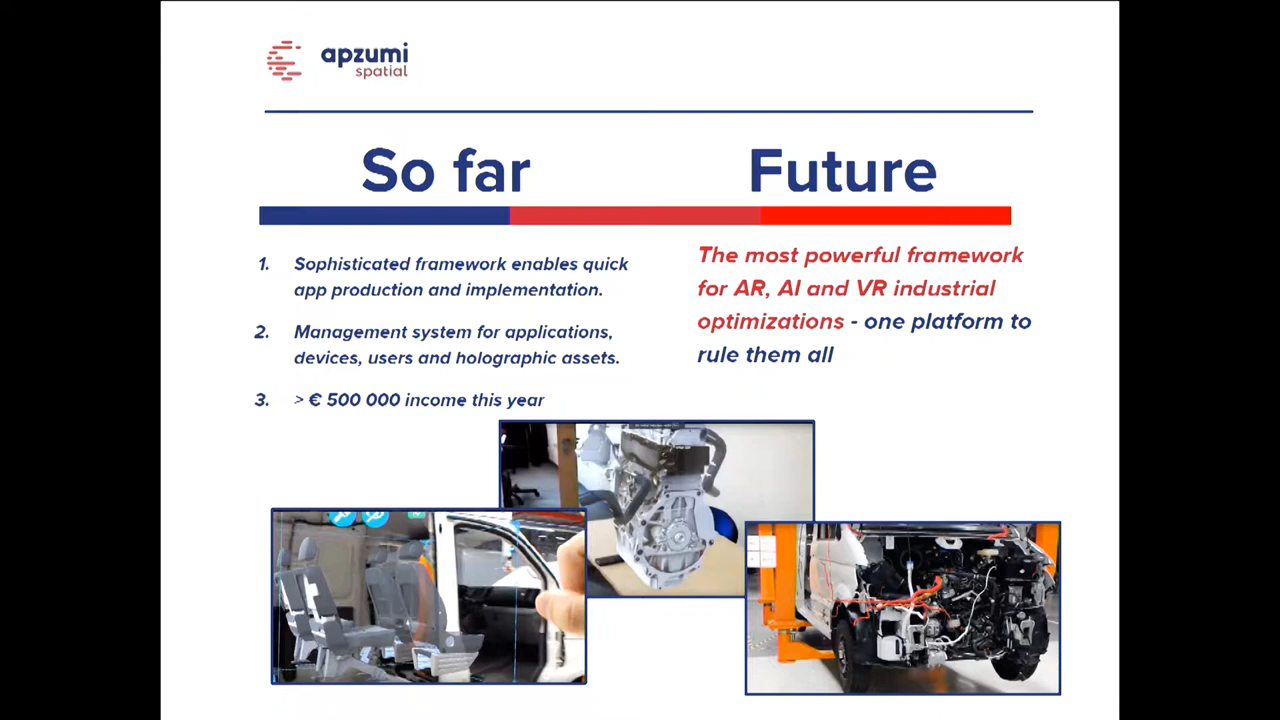 apzumi
spatial
So far
Future
1. Sophisticated framework enables quick
app production and implementation.
2. Management system for applications,
devices, users and holographic assets.
3. > € 500 000 income this year
The most powerful framework
for AR, AI and VR industrial
optimizations - one platform to
rule them all